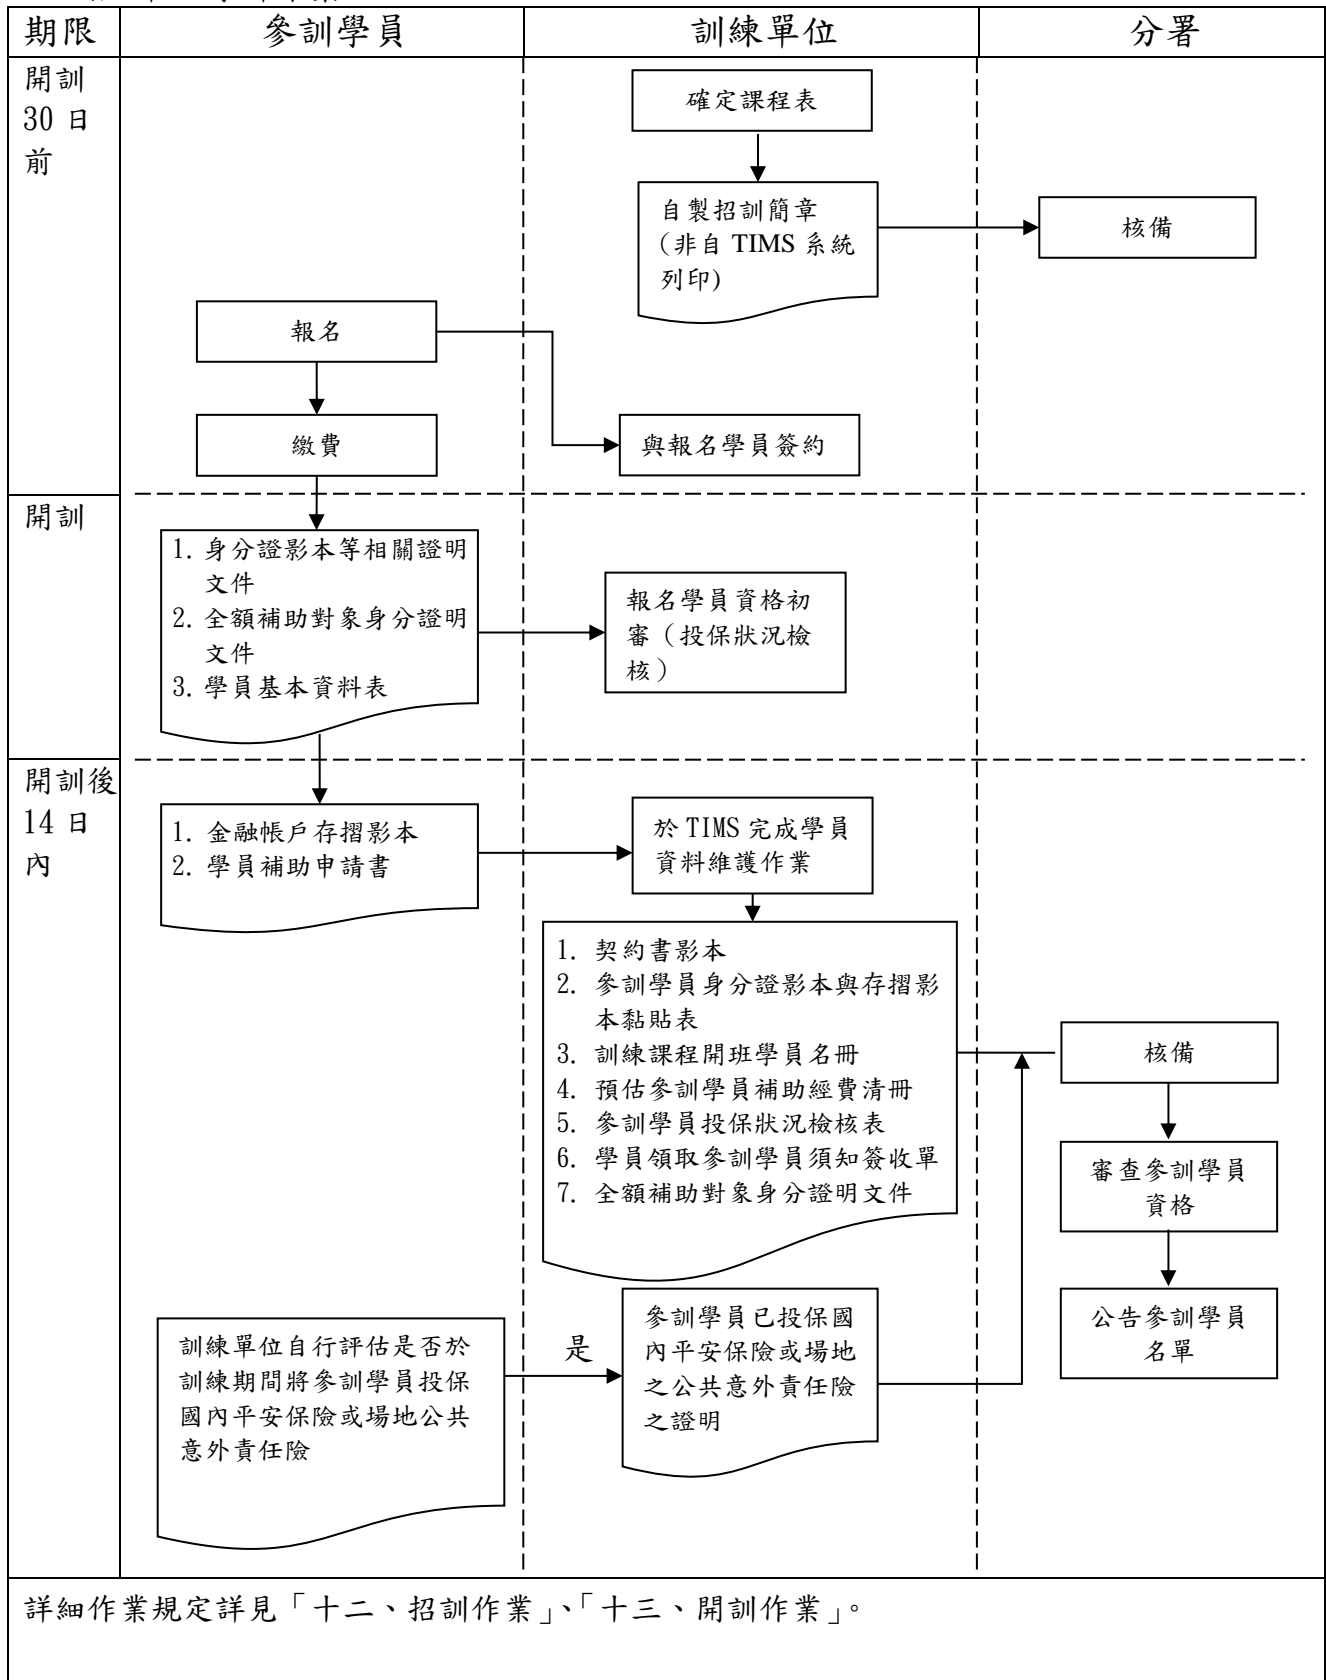 期限 參訓學員 訓練單位 分署
開訓
30 日
前
確定課程表
自製招訓簡章
(非自 TIMS 系統
列印)
核備
報名
繳費
與報名學員簽約
開訓
1. 身分證影本等相關證明
文件
2. 全額補助對象身分證明
文件
3. 學員基本資料表
報名學員資格初
審（投保狀況檢
核）
開訓後
14 日
內
1. 金融帳戶存摺影本
2. 學員補助申請書
於 TIMS 完成學員
資料維護作業
1. 契約書影本
2. 參訓學員身分證影本與存摺影
本黏貼表
3. 訓練課程開班學員名冊
4. 預估參訓學員補助經費清冊
5. 參訓學員投保狀況檢核表
6. 學員領取參訓學員須知簽收單
7. 全額補助對象身分證明文件
核備
審查參訓學員
資格
公告參訓學員
名單
訓練單位自行評估是否於
訓練期間將參訓學員投保
國內平安保險或場地公共
意外責任險
是
參訓學員已投保國
內平安保險或場地
之公共意外責任險
之證明
詳細作業規定詳見「十二、招訓作業」、「十三、開訓作業」。